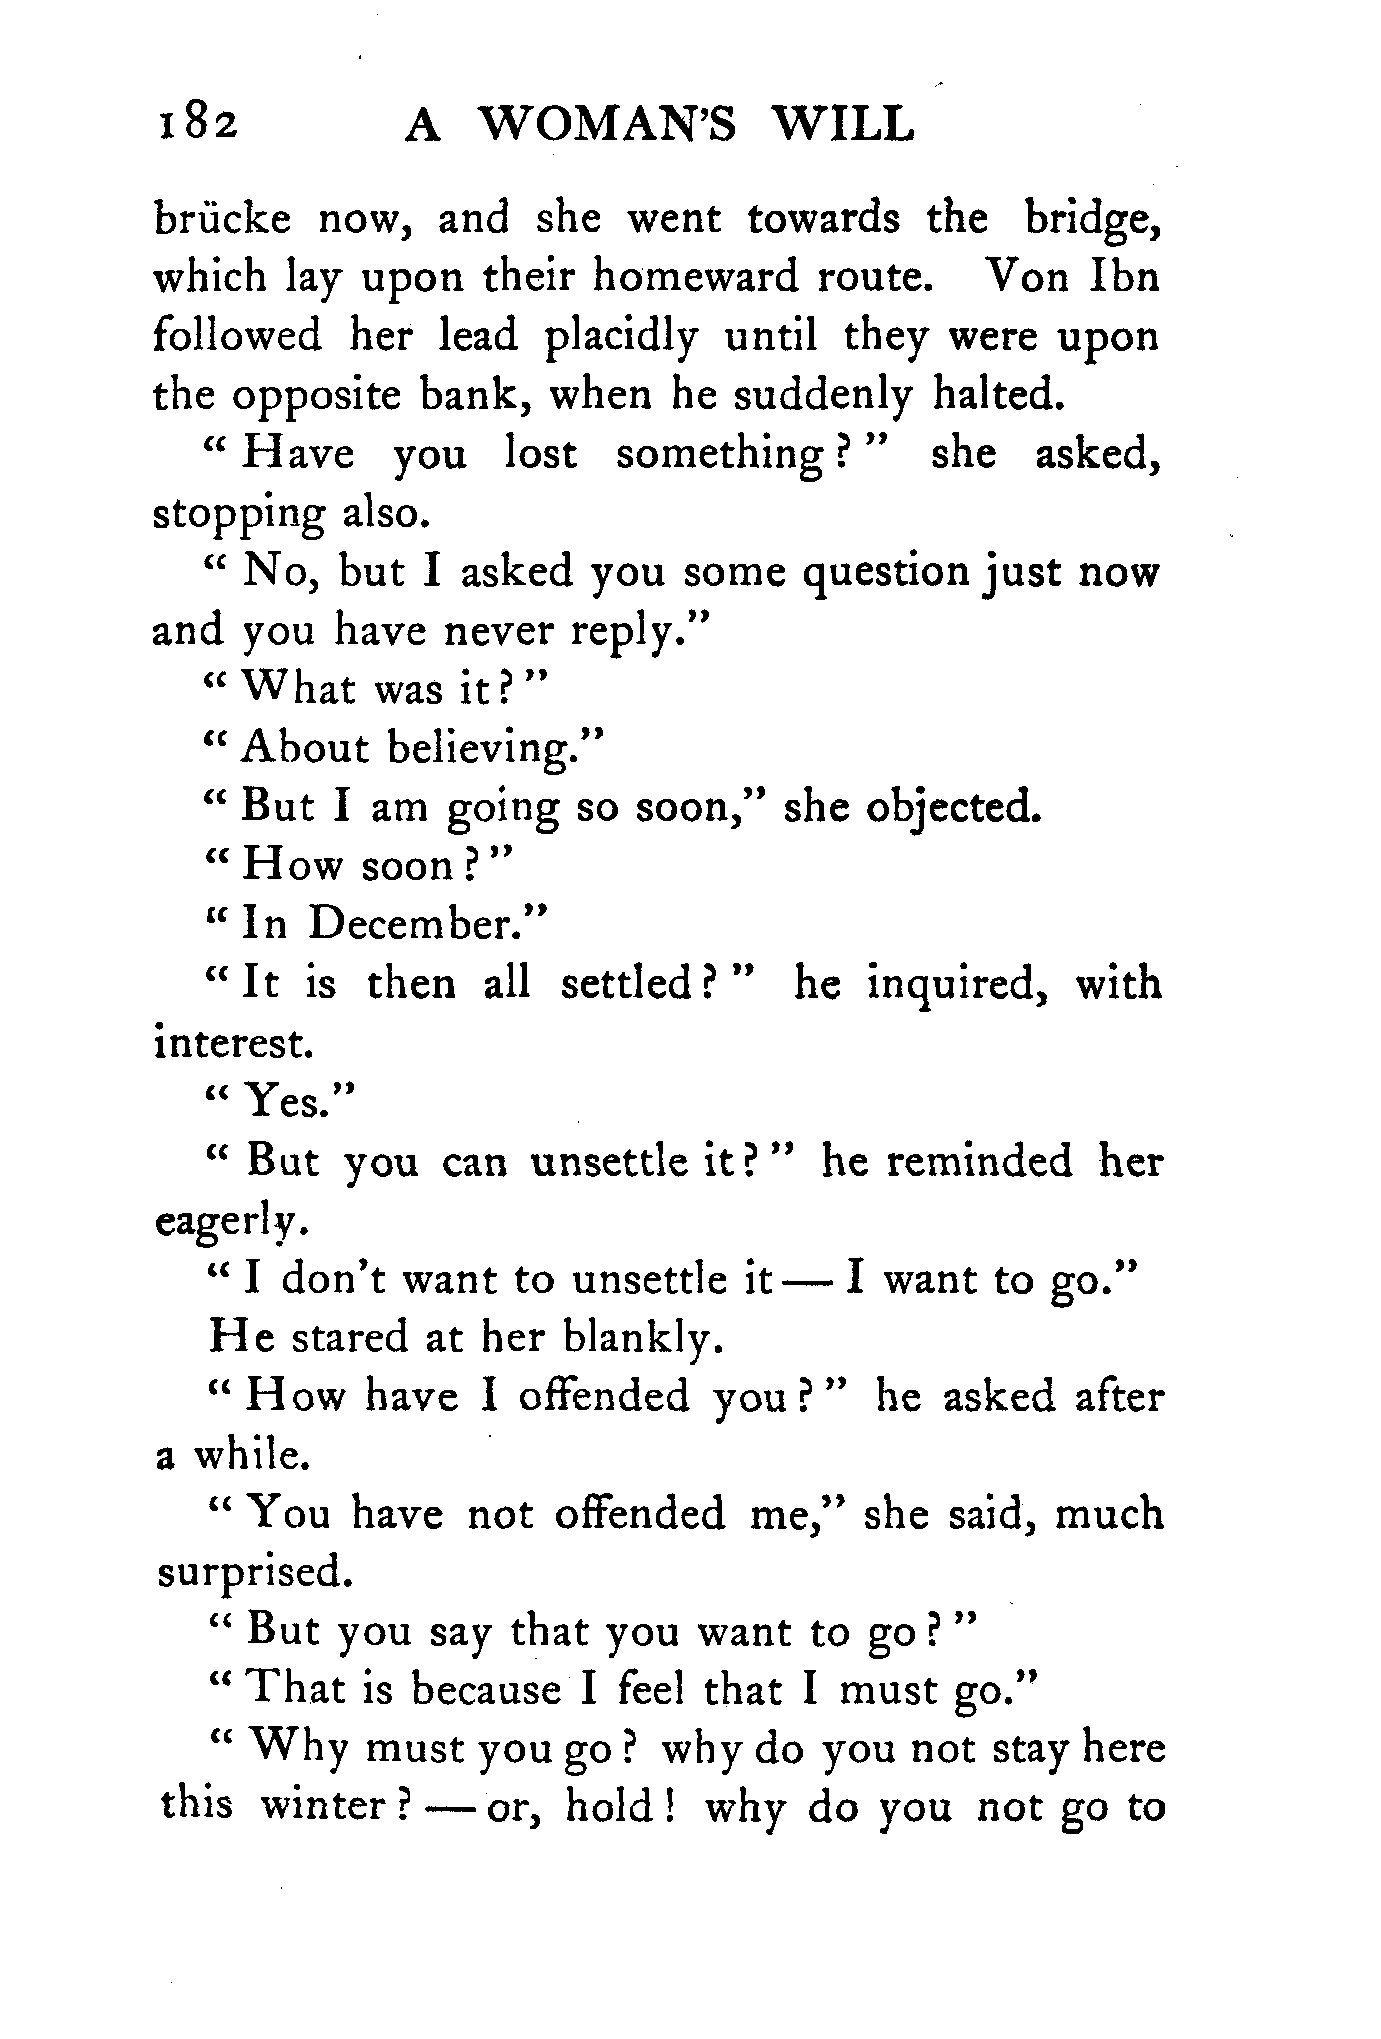 182 A WOMAN'S WILL
brücke now, and she went towards the bridge,
which lay upon their homeward route. Von Ibn
followed her lead placidly until they were upon
the opposite bank, when he suddenly halted.
“ Have you lost something ? ” she asked,
stopping also.
“ No, but I asked you some question just now
and you have never reply.”
“ What was it ? ”
“ About believing.”
“ But I am going so soon,” she objected.
“ How soon ? ”
“ In December.”
“ It is then all settled ? ” he inquired, with
interest.
“ Yes.”
“ But you can unsettle it ? ” he reminded her
eagerly.
“ I don't want to unsettle it — I want to go.”
He stared at her blankly.
“ How have I offended you ? ” he asked after
a while.
“ You have not offended me,” she said, much
surprised.
“ But you say that you want to go ? ”
“ That is because I feel that I must go.”
“ Why must you go ? why do you not stay here
this winter ? — or, hold ! why do you not go to